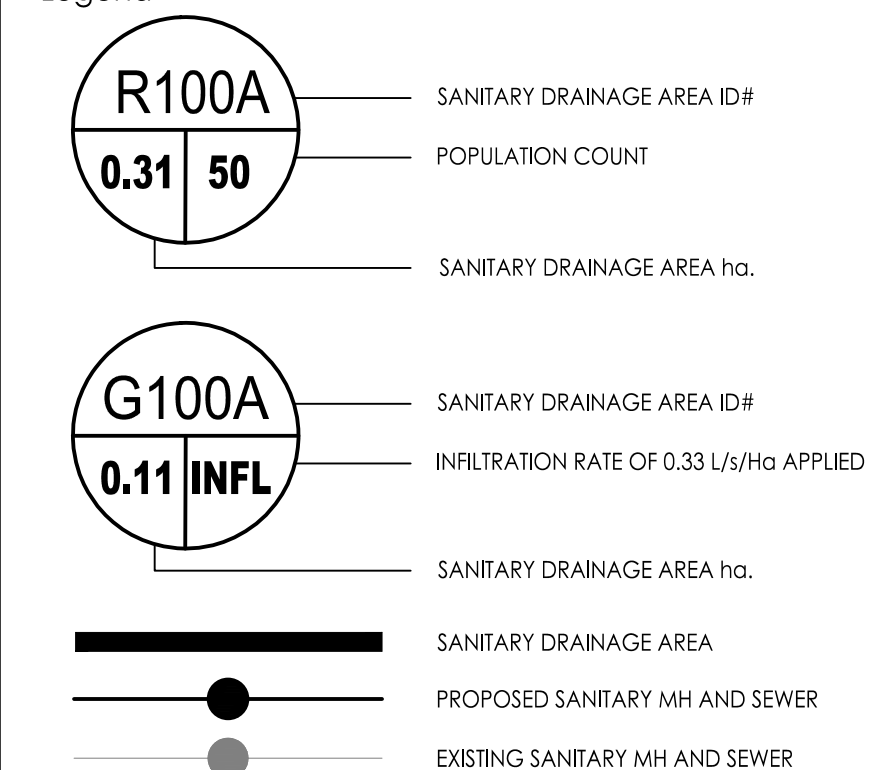 Legend
R100A
SANITARY DRAINAGE AREA ID#
0.31 50
POPULATION COUNT
SANITARY DRAINAGE AREA ha.
G100A
SANITARY DRAINAGE AREA ID#
0.11 INFL
INFILTRATION RATE OF 0.33 L/s/Ha APPLIED
SANITARY DRAINAGE AREA ha.
SANITARY DRAINAGE AREA
PROPOSED SANITARY MH AND SEWER
EXISTING SANITARY MH AND SEWER